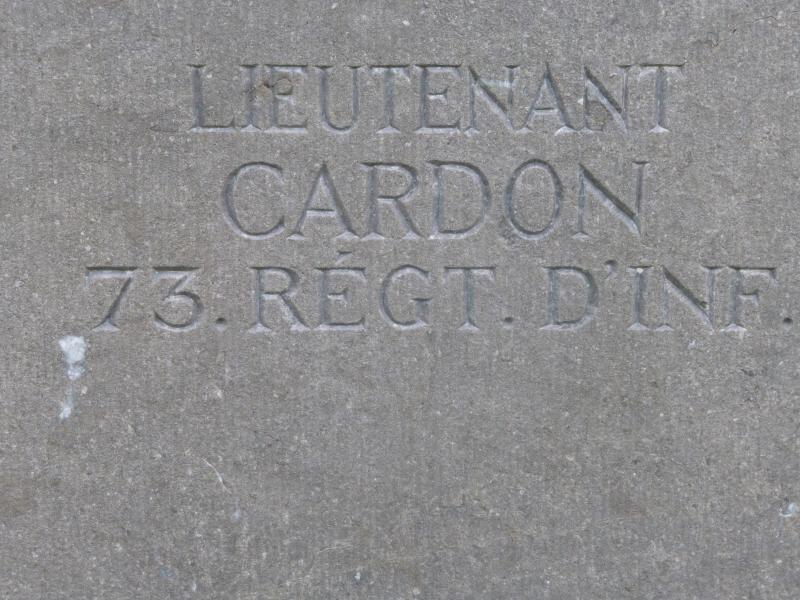 LIEUTENANT
CARDON
73. RÉGT. D'INF.